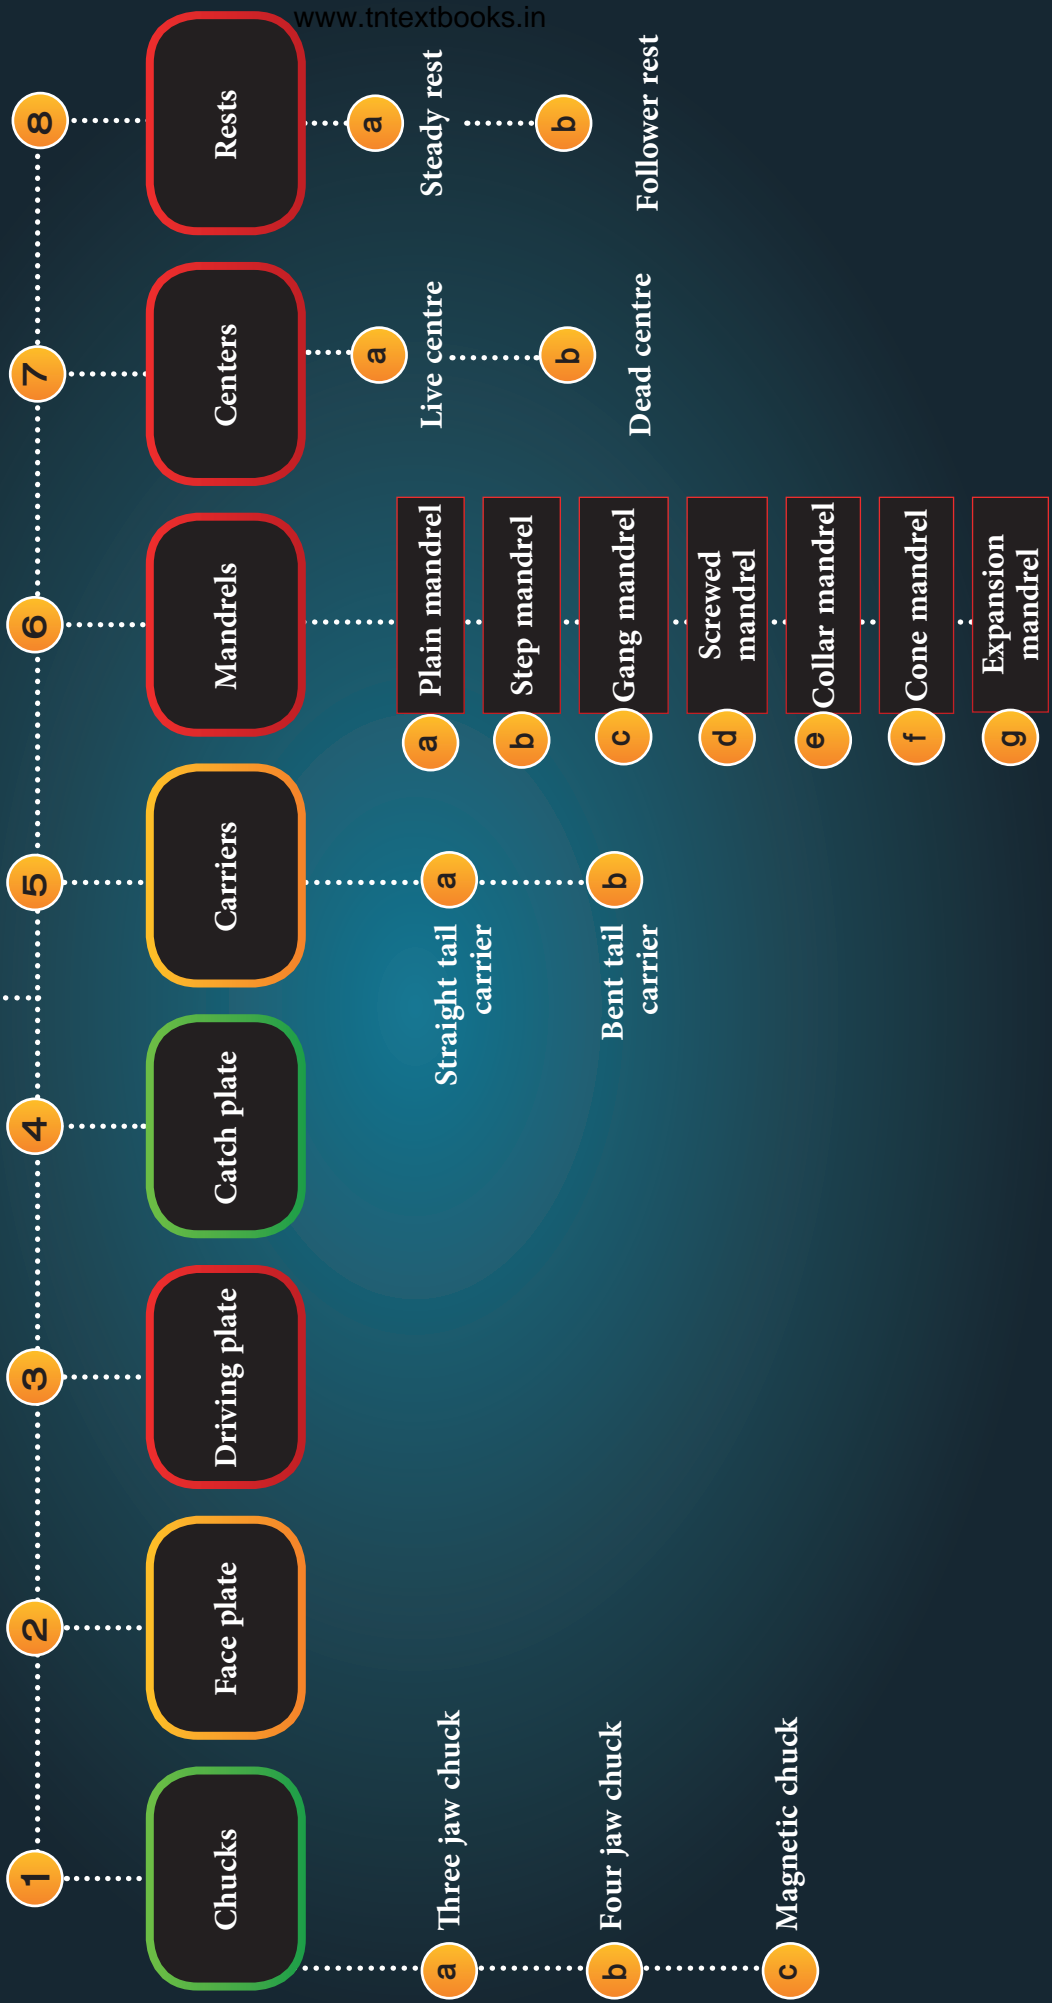 www.tntextbooks.in
1
Chucks
a
Three jaw chuck
b
Four jaw chuck
c
Magnetic chuck
2
Face plate
3
Driving plate
4
Catch plate
5
Carriers
a
Straight tail
carrier
b
Bent tail
carrier
6
Mandrels
a
Plain mandrel
b
Step mandrel
c
Gang mandrel
d
Screwed
mandrel
e
Collar mandrel
f
Cone mandrel
g
Expansion
mandrel
7
Centers
a
Live centre
b
Dead centre
8
Rests
a
Steady rest
b
Follower rest